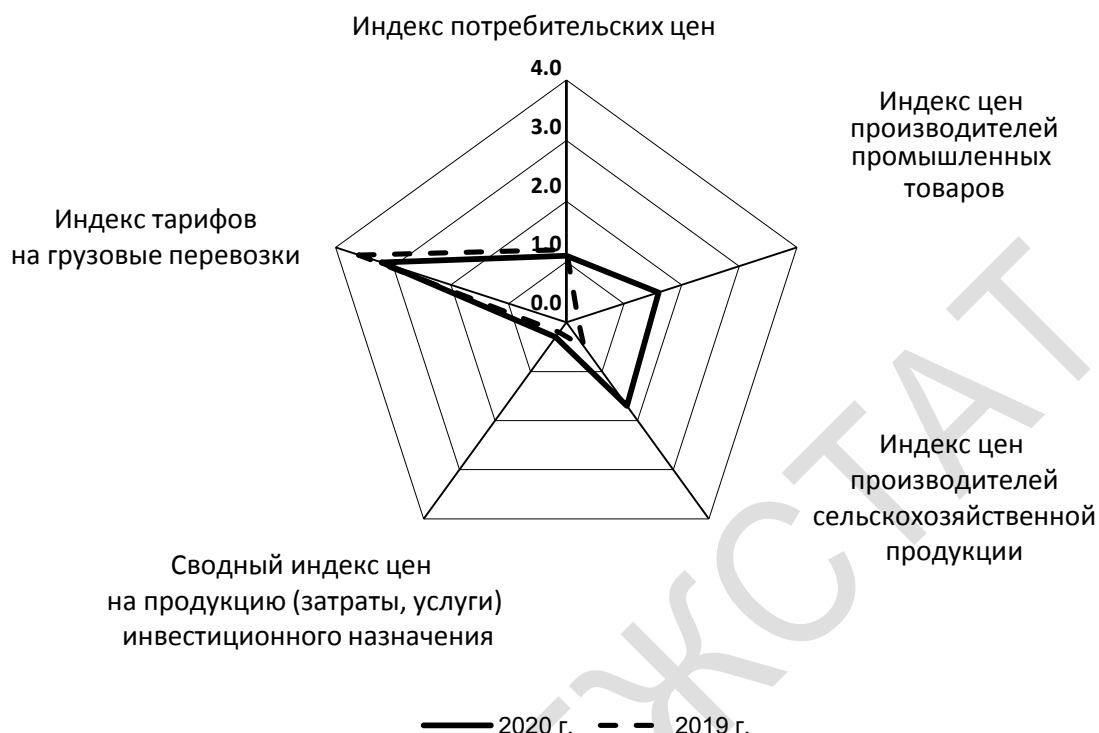 Индекс потребительских цен
4.0
3.0
2.0
1.0
0.0
Индекс цен
производителей
промышленных
товаров
Индекс тарифов
на грузовые перевозки
Индекс цен
производителей
сельскохозяйственной
продукции
Сводный индекс цен
на продукцию (затраты, услуги)
инвестиционного назначения
2020 г. 2019 г.